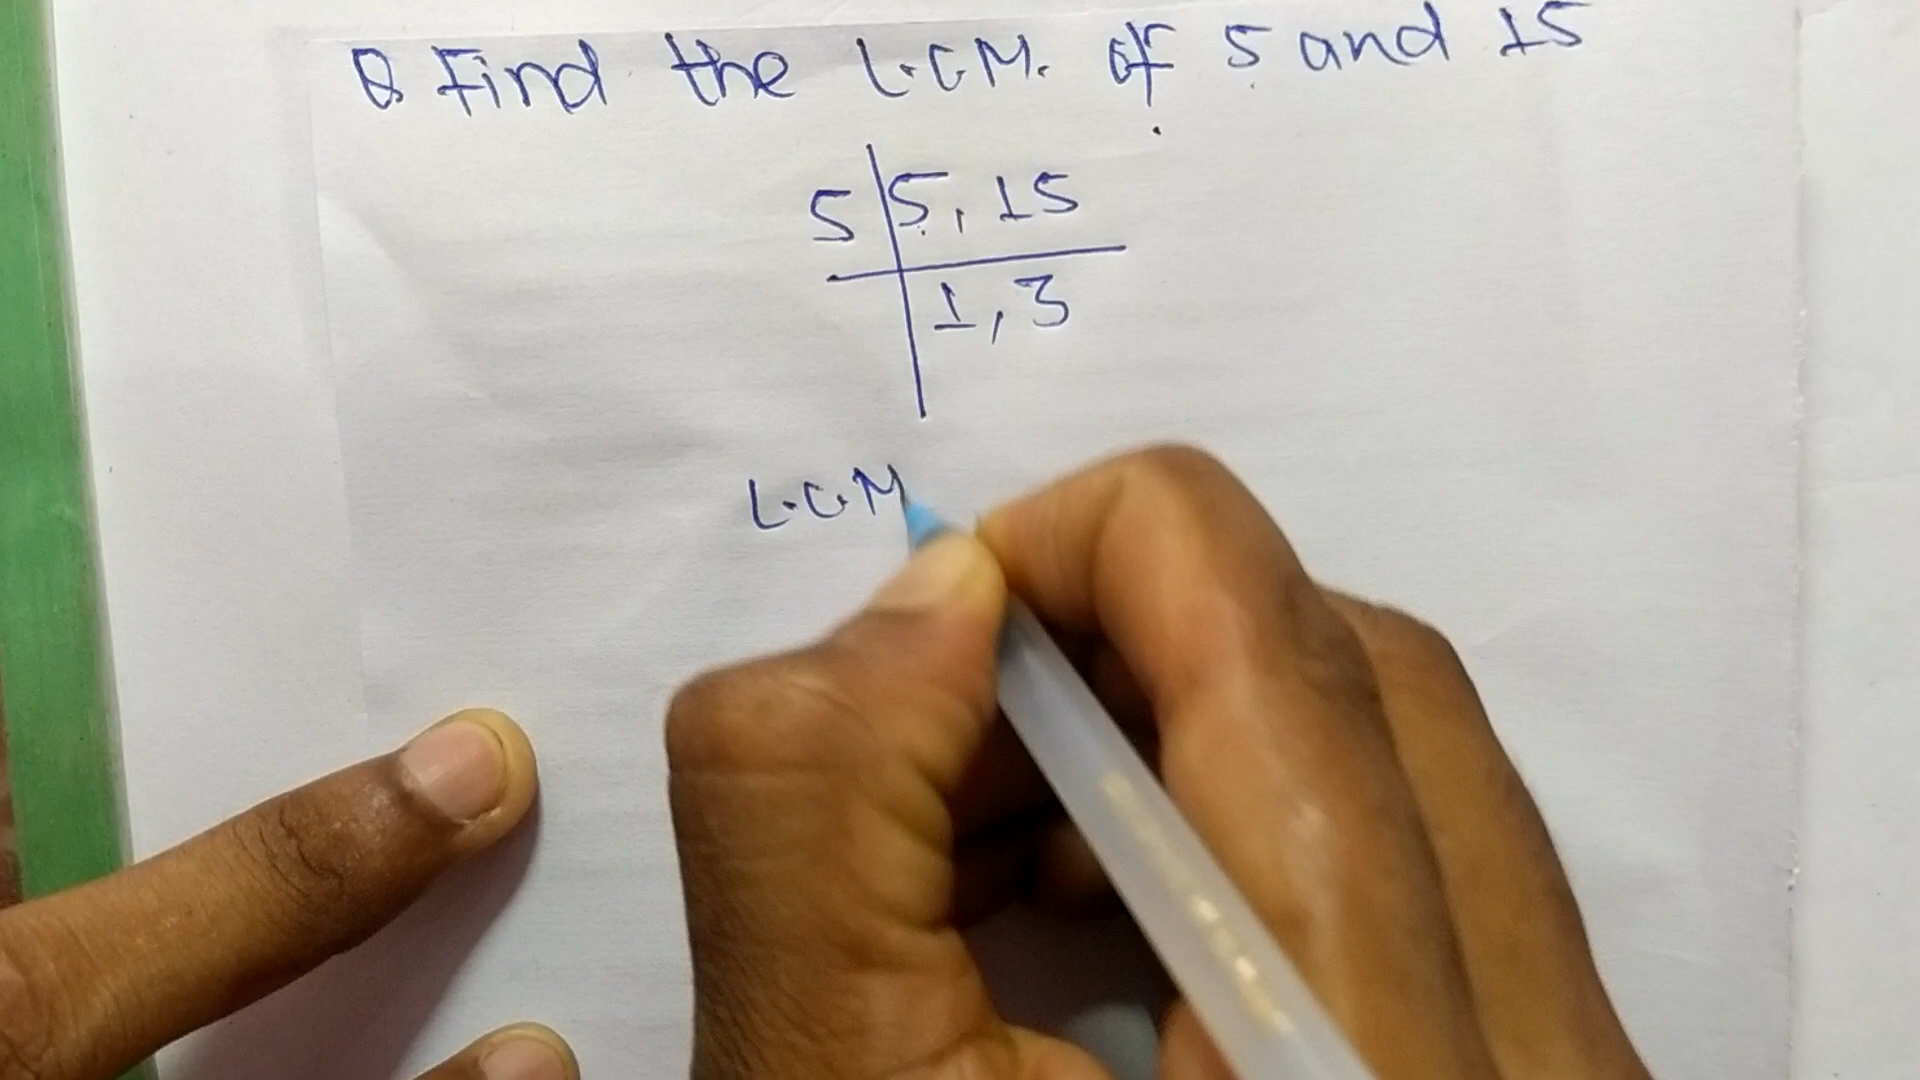 Q Find the L.C.M. of 5 and 15
5 | 5, 15
1, 3
L.C.M